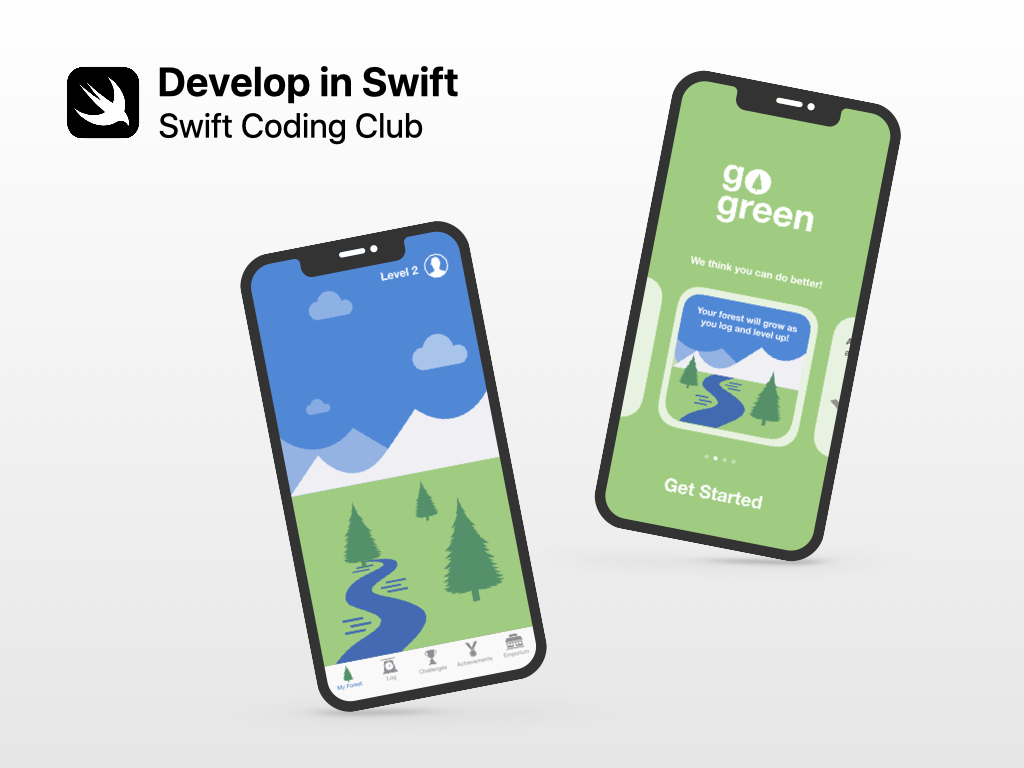 Develop in Swift
Swift Coding Club
Level 2
My Forest
Log
Challenges
Achievements
Emporium
go
green
We think you can do better!
Your forest will grow as
you log and level up!
Get Started